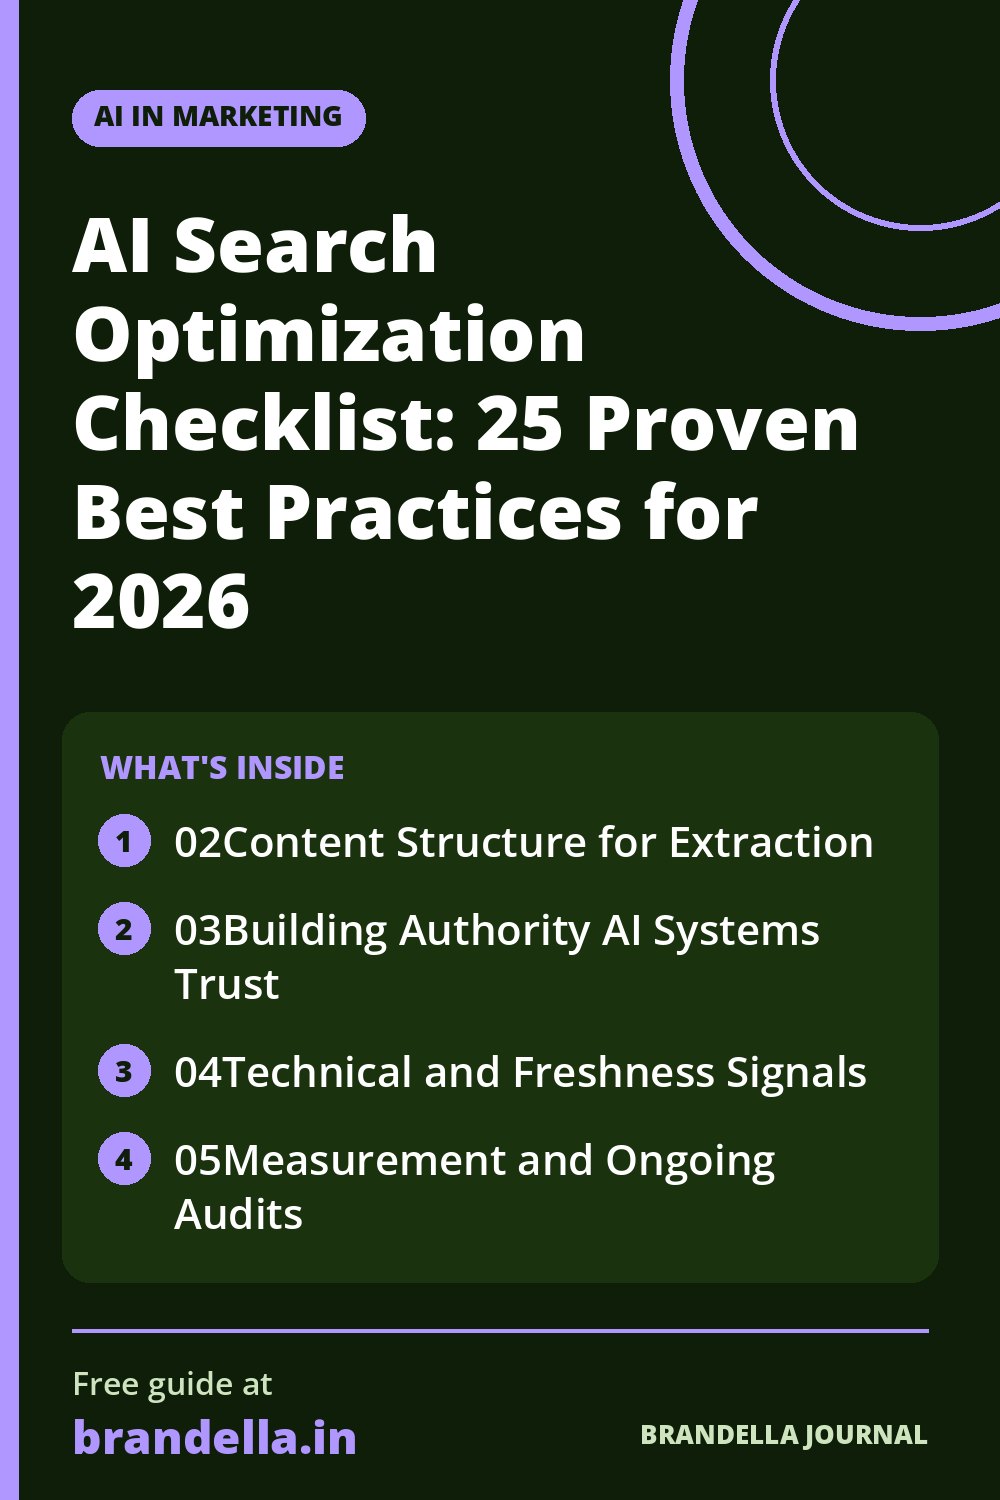 AI IN MARKETING
AI Search
Optimization
Checklist: 25 Proven
Best Practices for
2026
WHAT'S INSIDE
1 02Content Structure for Extraction
2 03Building Authority AI Systems
Trust
3 04Technical and Freshness Signals
4 05Measurement and Ongoing
Audits
Free guide at
brandella.in
BRANDELLA JOURNAL